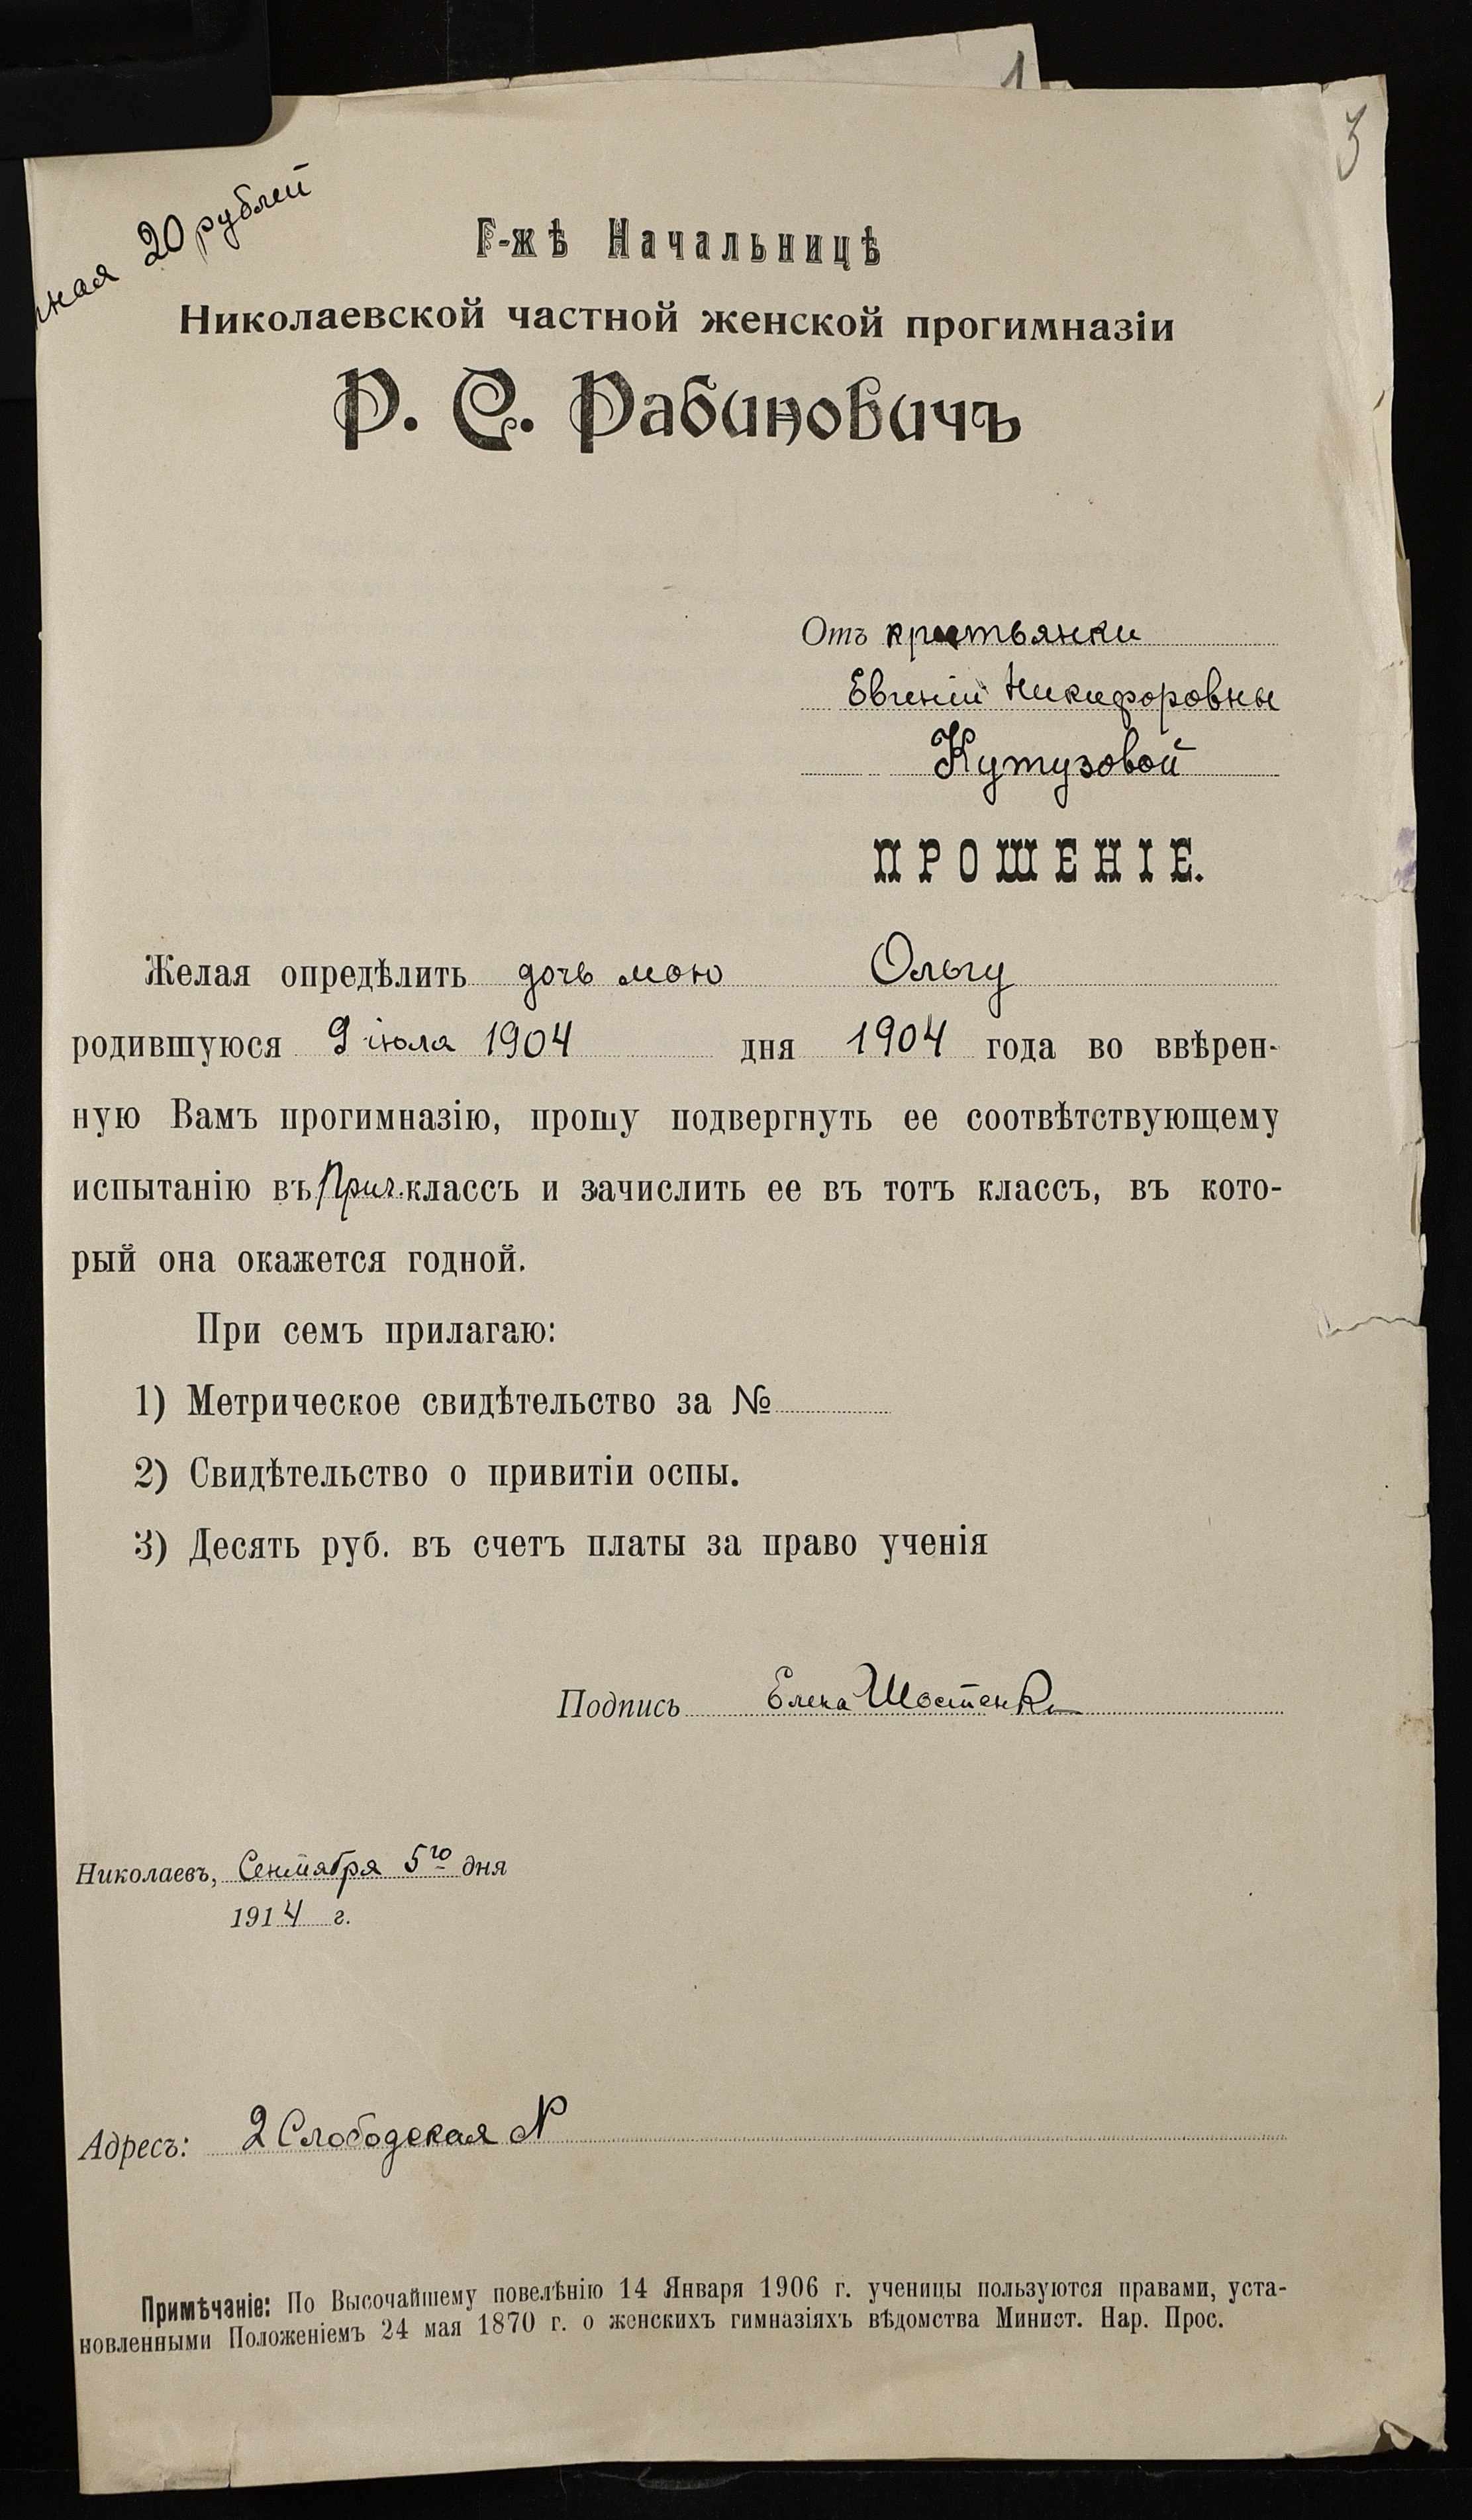 1
3
ная 20 рублей
Г-жѣ Начальницѣ
Николаевской частной женской прогимназіи
Р. С. Рабиновичъ
Отъ крестьянки
Евгеніи Никифоровны
Кутузовой
ПРОШЕНІЕ.
Желая опредѣлить дочь мою Ольгу
родившуюся 9 іюла 1904 дня 1904 года во ввѣрен-
ную Вамъ прогимназію, прошу подвергнуть ее соотвѣтствующему
испытанію въ Приг. классъ и зачислить ее въ тотъ классъ, въ кото-
рый она окажется годной.
При семъ прилагаю:
1) Метрическое свидѣтельство за №
2) Свидѣтельство о привитіи оспы.
3) Десять руб. въ счетъ платы за право ученія
Подпись Елена
Николаевъ, Сентября 5го дня
1914 г.
Адресъ: 2 Слободская N
Примѣчаніе: По Высочайшему повелѣнію 14 Января 1906 г. ученицы пользуются правами, уста-
новленными Положеніемъ 24 мая 1870 г. о женскихъ гимназіяхъ вѣдомства Минист. Нар. Прос.